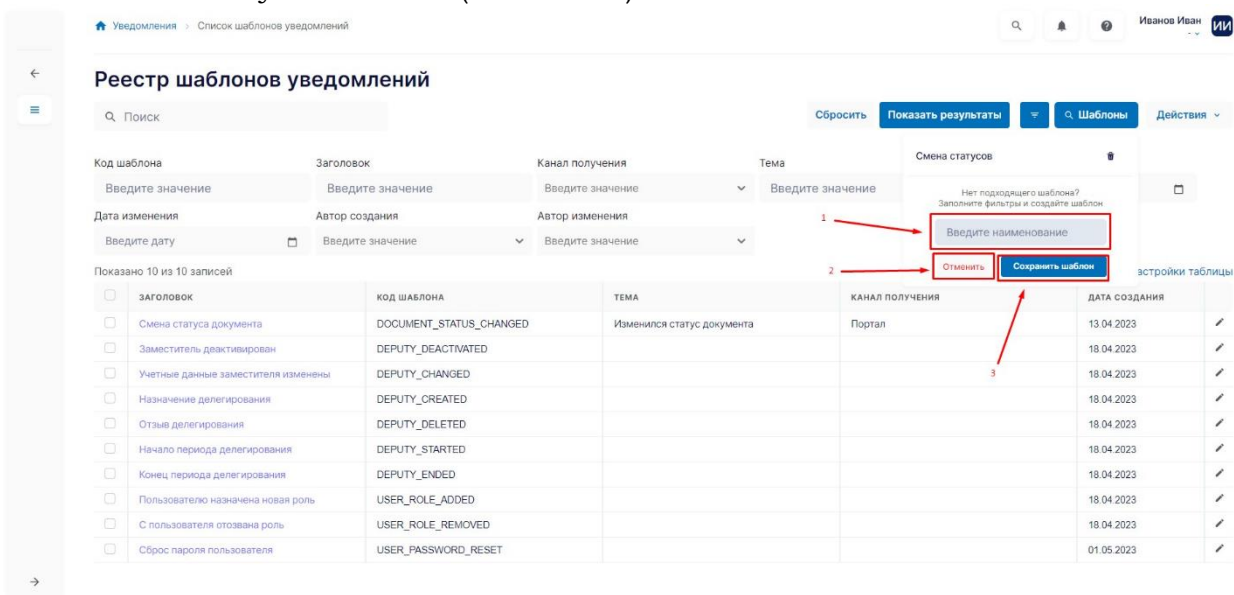 Уведомления > Список шаблонов уведомлений
Иванов Иван ИИ
Реестр шаблонов уведомлений
Поиск Сбросить Показать результаты Шаблоны Действия
Код шаблона Заголовок Канал получения Тема Смена статусов
Введите значение Введите значение Введите значение Введите значение Нет подходящего шаблона?
Заполните фильтры и создайте шаблон
Дата изменения Автор создания Автор изменения 1
Введите дату Введите значение Введите значение Введите наименование
Показано 10 из 10 записей 2 Отменить Сохранить шаблон астройки таблицы
ЗАГОЛОВОК КОД ШАБЛОНА ТЕМА КАНАЛ ПОЛУЧЕНИЯ ДАТА СОЗДАНИЯ
Смена статуса документа DOCUMENT_STATUS_CHANGED Изменился статус документа Портал 13.04.2023
Заместитель деактивирован DEPUTY_DEACTIVATED 18.04.2023
Учетные данные заместителя изменены DEPUTY_CHANGED 3 18.04.2023
Назначение делегирования DEPUTY_CREATED 18.04.2023
Отзыв делегирования DEPUTY_DELETED 18.04.2023
Начало периода делегирования DEPUTY_STARTED 18.04.2023
Конец периода делегирования DEPUTY_ENDED 18.04.2023
Пользователю назначена новая роль USER_ROLE_ADDED 18.04.2023
С пользователя отозвана роль USER_ROLE_REMOVED 18.04.2023
Сброс пароля пользователя USER_PASSWORD_RESET 01.05.2023